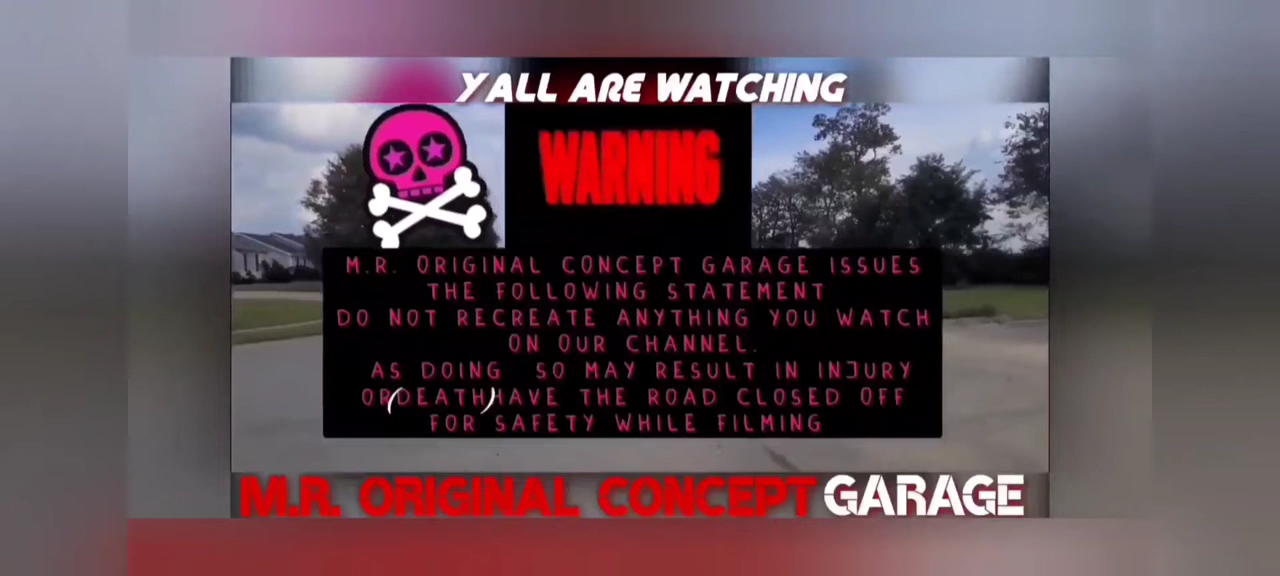 YALL ARE WATCHING
WARNING
M.R. ORIGINAL CONCEPT GARAGE ISSUES
THE FOLLOWING STATEMENT
DO NOT RECREATE ANYTHING YOU WATCH
ON OUR CHANNEL.
AS DOING SO MAY RESULT IN INJURY
OR(DEATH)HAVE THE ROAD CLOSED OFF
FOR SAFETY WHILE FILMING
M.R. ORIGINAL CONCEPT GARAGE